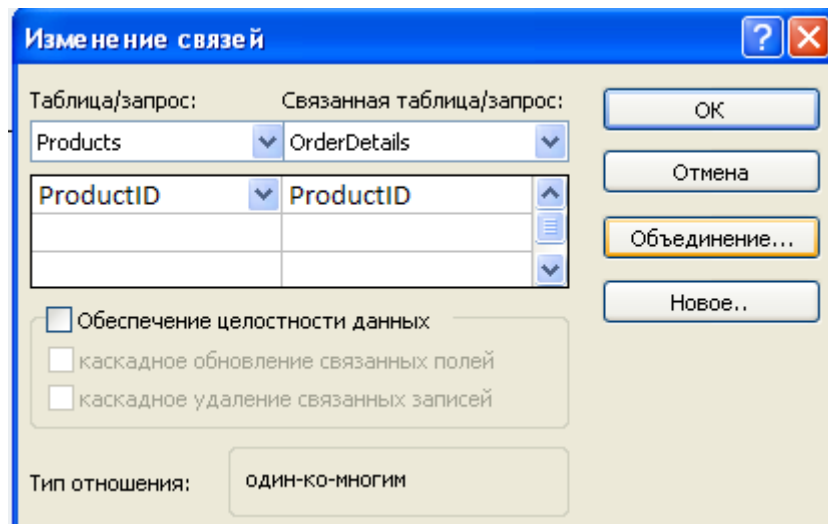 Изменение связей
Таблица/запрос: Связанная таблица/запрос:
Products OrderDetails
ProductID ProductID
Обеспечение целостности данных
каскадное обновление связанных полей
каскадное удаление связанных записей
Тип отношения: один-ко-многим
ОК
Отмена
Объединение...
Новое..